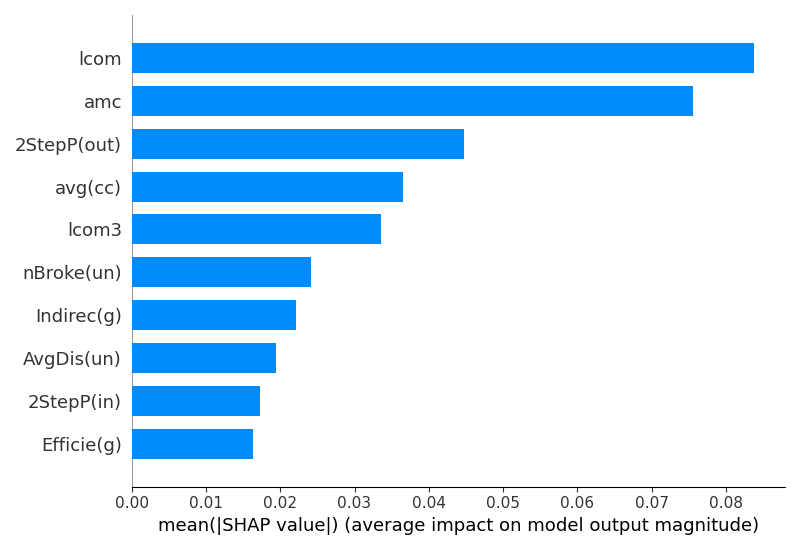 lcom
amc
2StepP(out)
avg(cc)
lcom3
nBroke(un)
Indirec(g)
AvgDis(un)
2StepP(in)
Efficie(g)
0.00 0.01 0.02 0.03 0.04 0.05 0.06 0.07 0.08
mean(|SHAP value|) (average impact on model output magnitude)